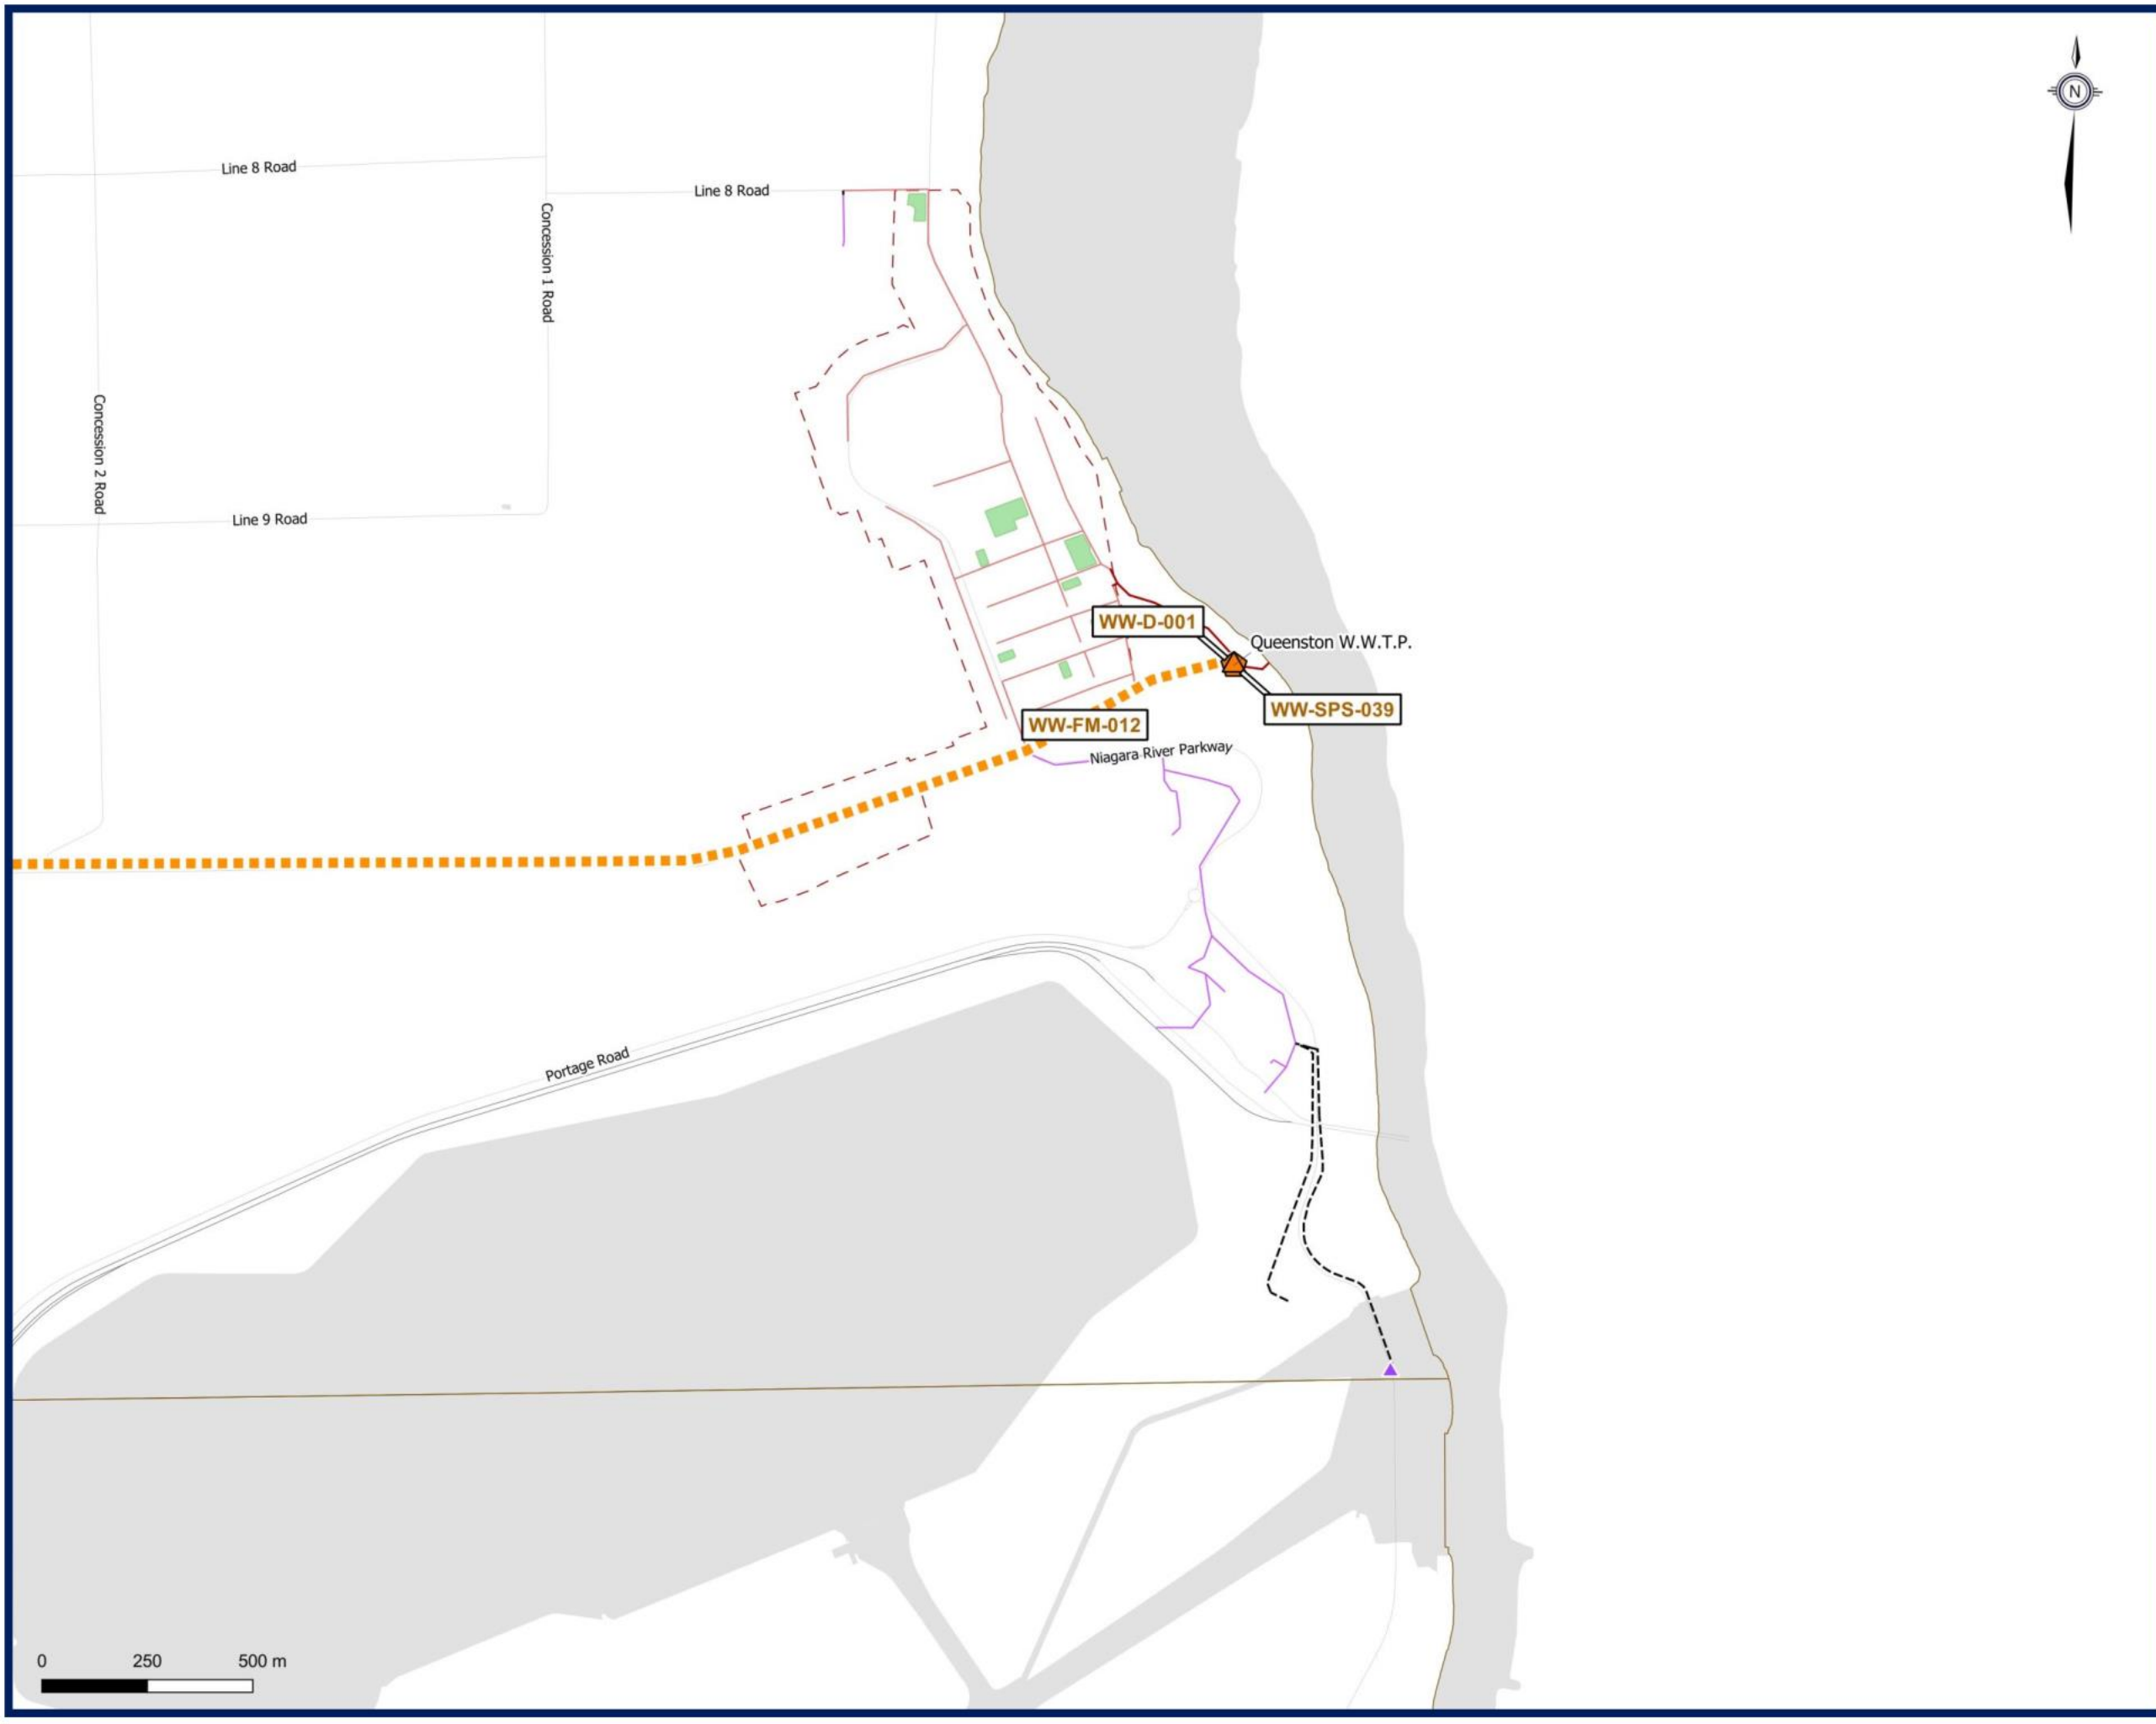 N
Line 8 Road
Line 8 Road
Concession 1 Road
Concession 2 Road
Line 9 Road
WW-D-001
Queenston W.W.T.P.
WW-SPS-039
WW-FM-012
Niagara River Parkway
Portage Road
0 250 500 m